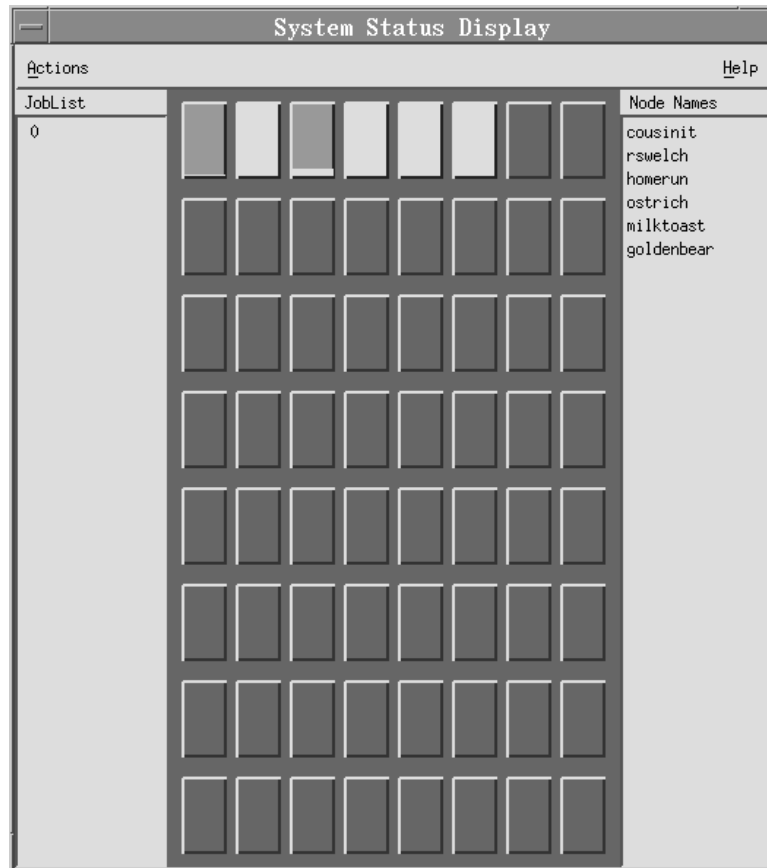 System Status Display
Actions Help
JobList
0
Node Names
cousinit
rswelch
homerun
ostrich
milktoast
goldenbear